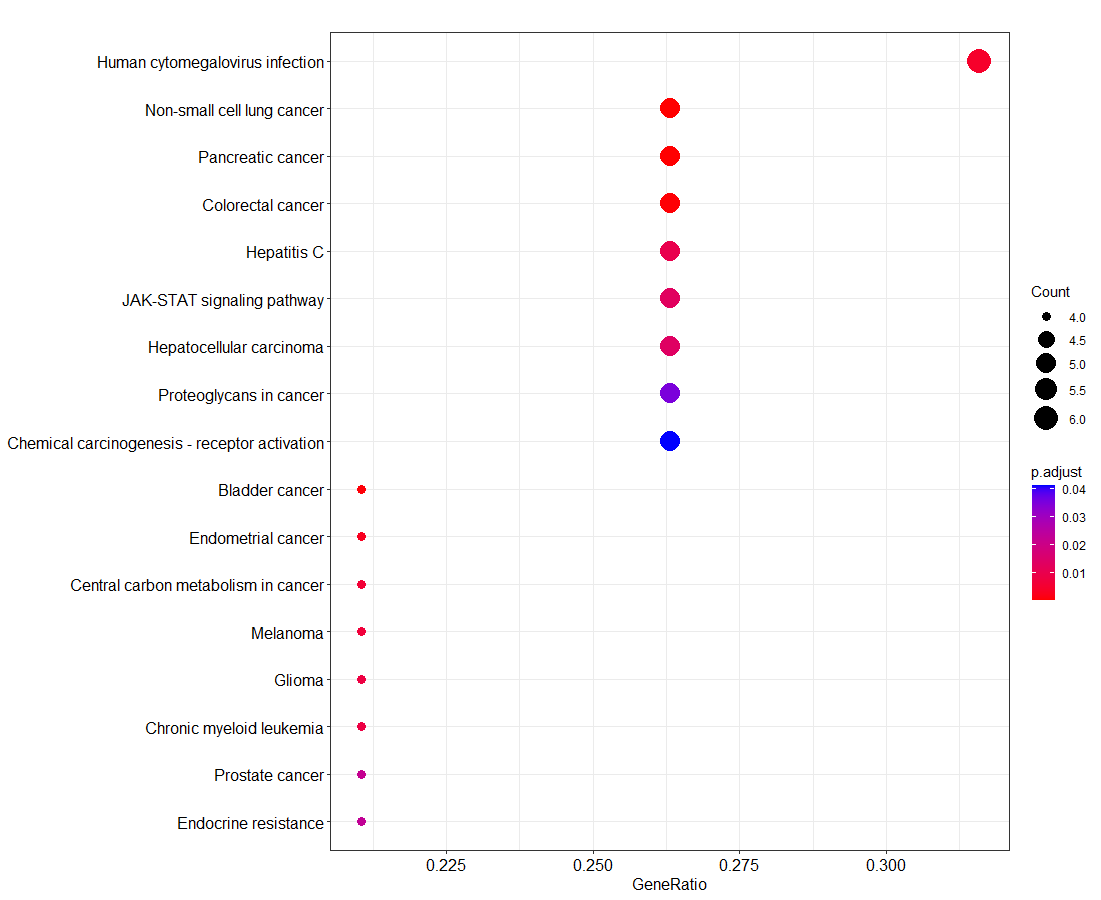 Human cytomegalovirus infection
Non-small cell lung cancer
Pancreatic cancer
Colorectal cancer
Hepatitis C
JAK-STAT signaling pathway
Hepatocellular carcinoma
Proteoglycans in cancer
Chemical carcinogenesis - receptor activation
Bladder cancer
Endometrial cancer
Central carbon metabolism in cancer
Melanoma
Glioma
Chronic myeloid leukemia
Prostate cancer
Endocrine resistance
0.225 0.250 0.275 0.300
GeneRatio
Count
4.0
4.5
5.0
5.5
6.0
p.adjust
0.04
0.03
0.02
0.01